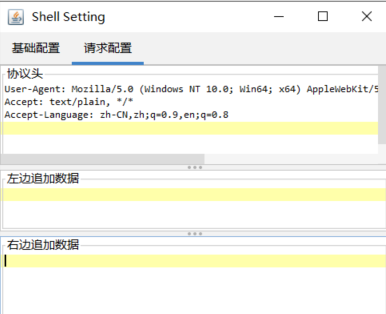 Shell Setting
基础配置 请求配置
协议头
User-Agent: Mozilla/5.0 (Windows NT 10.0; Win64; x64) AppleWebKit/5
Accept: text/plain, */*
Accept-Language: zh-CN,zh;q=0.9,en;q=0.8
左边追加数据
右边追加数据